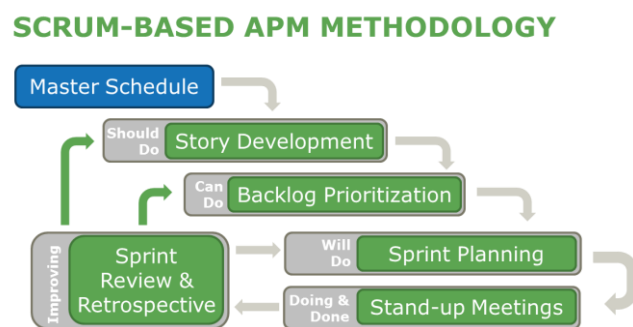 SCRUM-BASED APM METHODOLOGY
Master Schedule
Should
Do
Story Development
Can
Do
Backlog Prioritization
Improving
Sprint
Review &
Retrospective
Will
Do
Sprint Planning
Doing &
Done
Stand-up Meetings